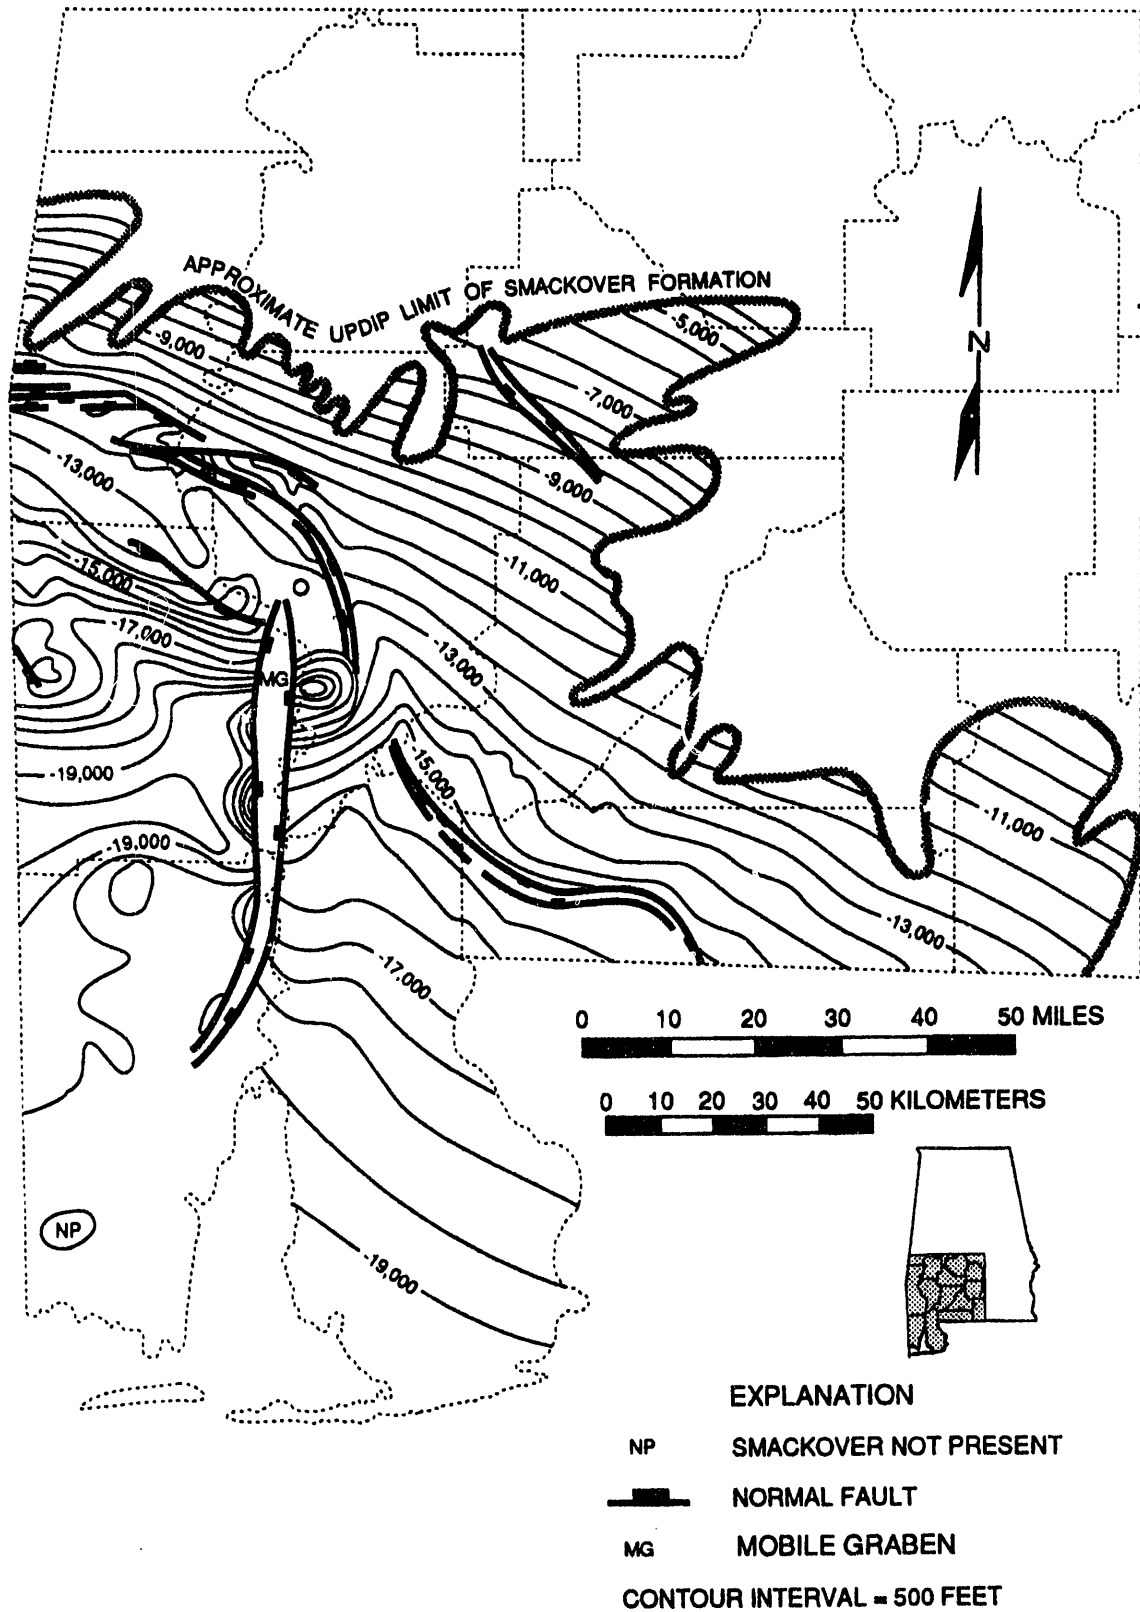 APPROXIMATE UPDIP LIMIT OF SMACKOVER FORMATION
-5,000
-9,000
-7,000
-13,000
-9,000
N
-15,000
-11,000
-17,000
-13,000
MG
-19,000
-15,000
-11,000
-19,000
-13,000
-17,000
0 10 20 30 40 50 MILES
0 10 20 30 40 50 KILOMETERS
NP
-19,000
EXPLANATION
NP SMACKOVER NOT PRESENT
NORMAL FAULT
MG MOBILE GRABEN
CONTOUR INTERVAL = 500 FEET